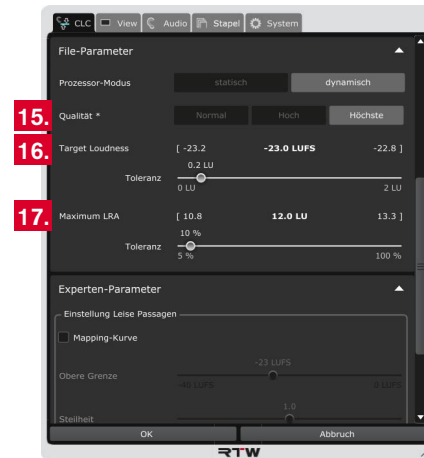 CLC View Audio Stapel System
File-Parameter
Prozessor-Modus statisch dynamisch
15. Qualität * Normal Hoch Höchste
16. Target Loudness [ -23.2 -23.0 LUFS -22.8 ]
0.2 LU
Toleranz
0 LU 2 LU
17. Maximum LRA [ 10.8 12.0 LU 13.3 ]
10 %
Toleranz
5 % 100 %
Experten-Parameter
Einstellung Leise Passagen
Mapping-Kurve
-23 LUFS
Obere Grenze
-40 LUFS 0 LUFS
1.0
Steilheit
OK Abbruch
RTW